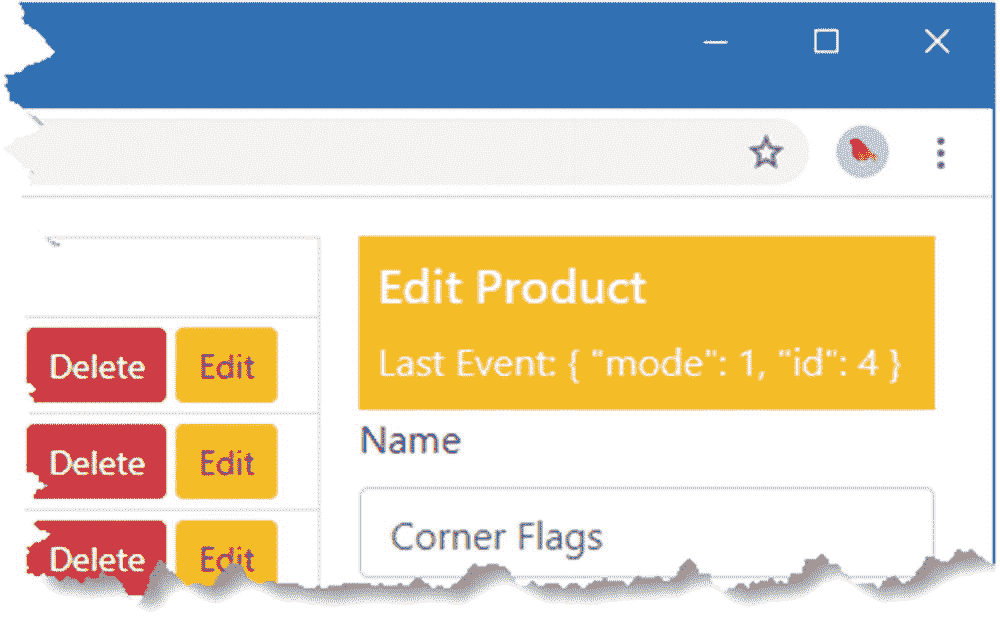 Edit Product
Last Event: { "mode": 1, "id": 4 }
Delete Edit
Name
Delete Edit
Corner Flags
Delete Edit